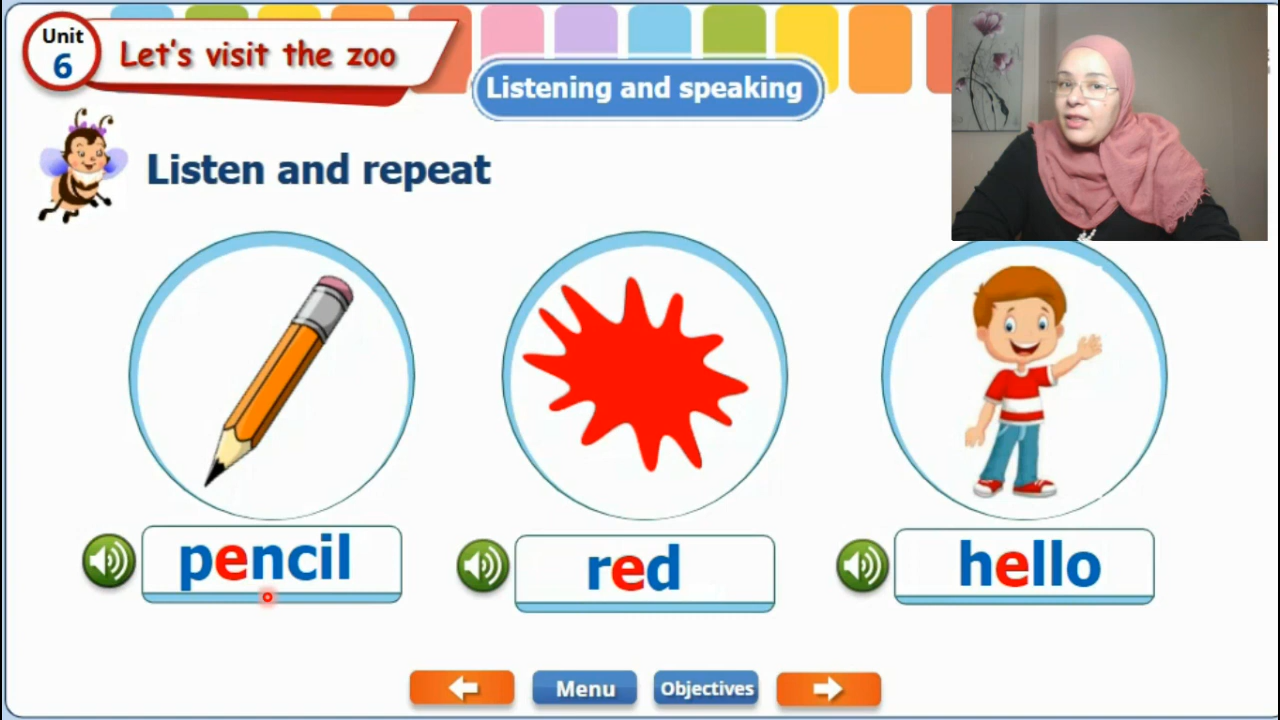 Unit
6
Let's visit the zoo
Listening and speaking
Listen and repeat
pencil
red
hello
Menu
Objectives